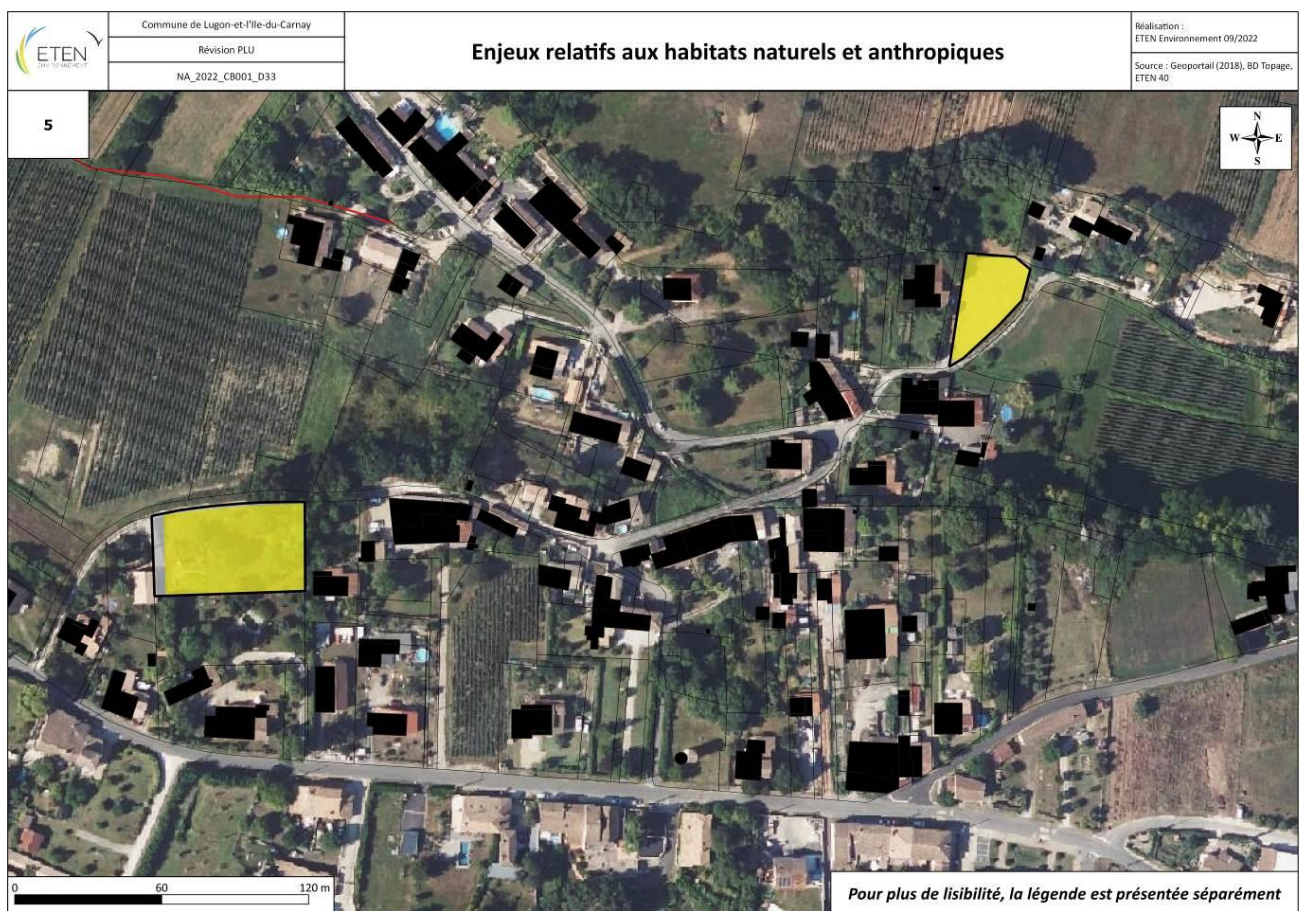 ETEN
ENVIRONNEMENT
Commune de Lugon-et-l'Ile-du-Carnay
Révision PLU
NA_2022_CB001_D33
Enjeux relatifs aux habitats naturels et anthropiques
Réalisation :
ETEN Environnement 09/2022
Source : Geoportail (2018), BD Topage,
ETEN 40
5
N
W E
S
0 60 120 m
Pour plus de lisibilité, la légende est présentée séparément